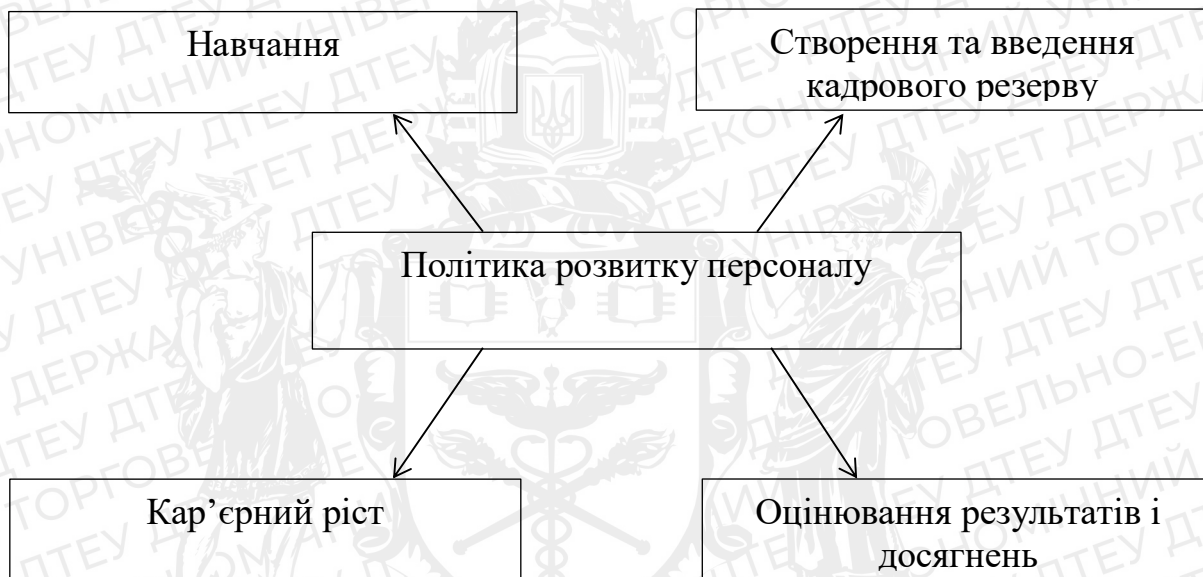 Навчання
Створення та введення
кадрового резерву
Політика розвитку персоналу
Кар’єрний ріст
Оцінювання результатів і
досягнень